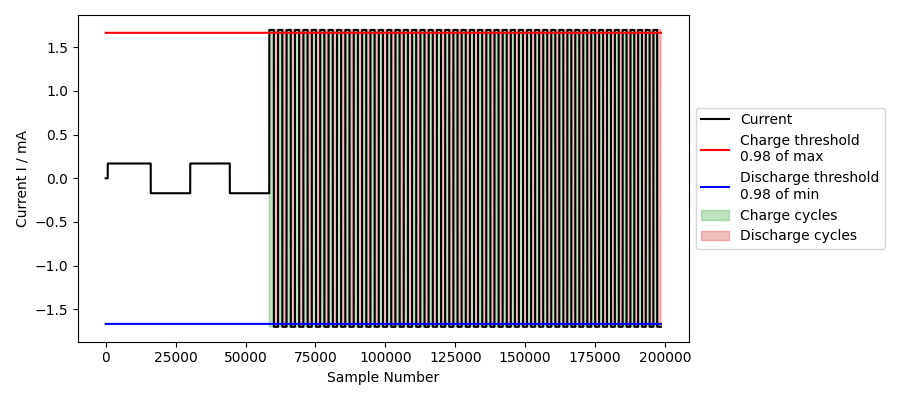 1.5
1.0
0.5
0.0
−0.5
−1.0
−1.5
Current I / mA
0 25000 50000 75000 100000 125000 150000 175000 200000
Sample Number
Current
Charge threshold
0.98 of max
Discharge threshold
0.98 of min
Charge cycles
Discharge cycles